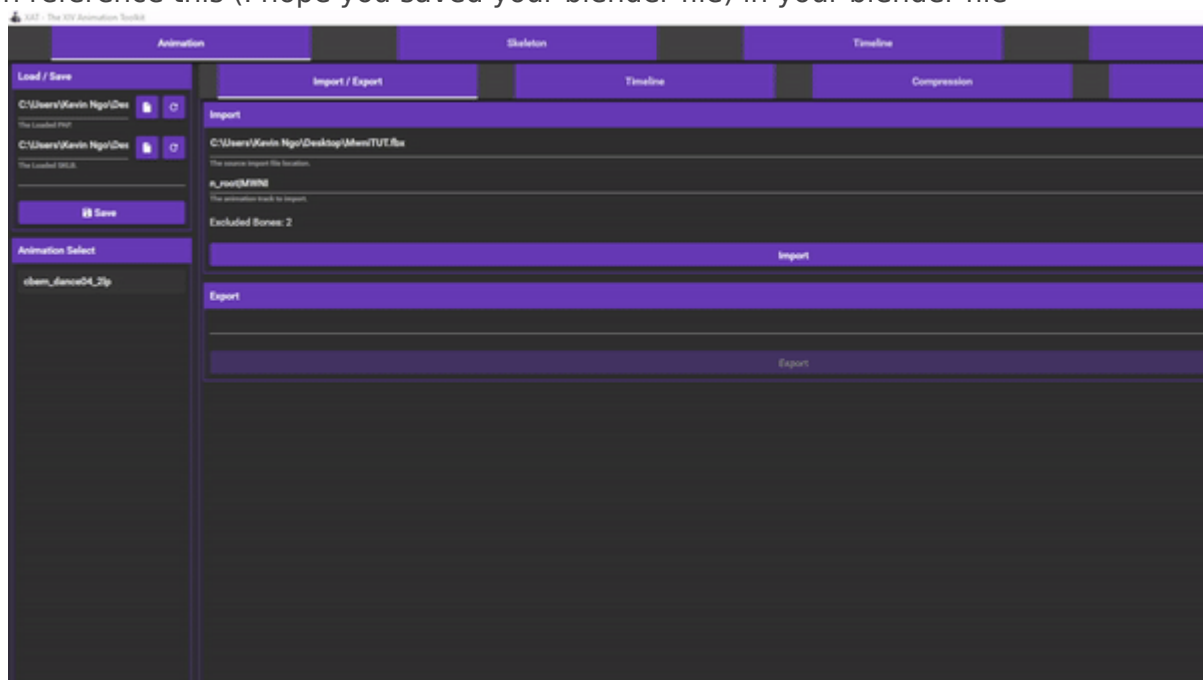 reference this (I hope you saved your blender file) in your blender file
XAT - The XIV Animation Toolkit
Animation Skeleton Timeline
Load / Save
Import / Export Timeline Compression
C:\Users\Kevin Ngo\Des
The Loaded PAP.
C:\Users\Kevin Ngo\Des
The Loaded SKLB.
Save
Animation Select
cbem_dance04_2lp
Import
C:\Users\Kevin Ngo\Desktop\MwniTUT.fbx
The source import file location.
n_root|MWNI
The animation track to import.
Excluded Bones: 2
Import
Export
Export